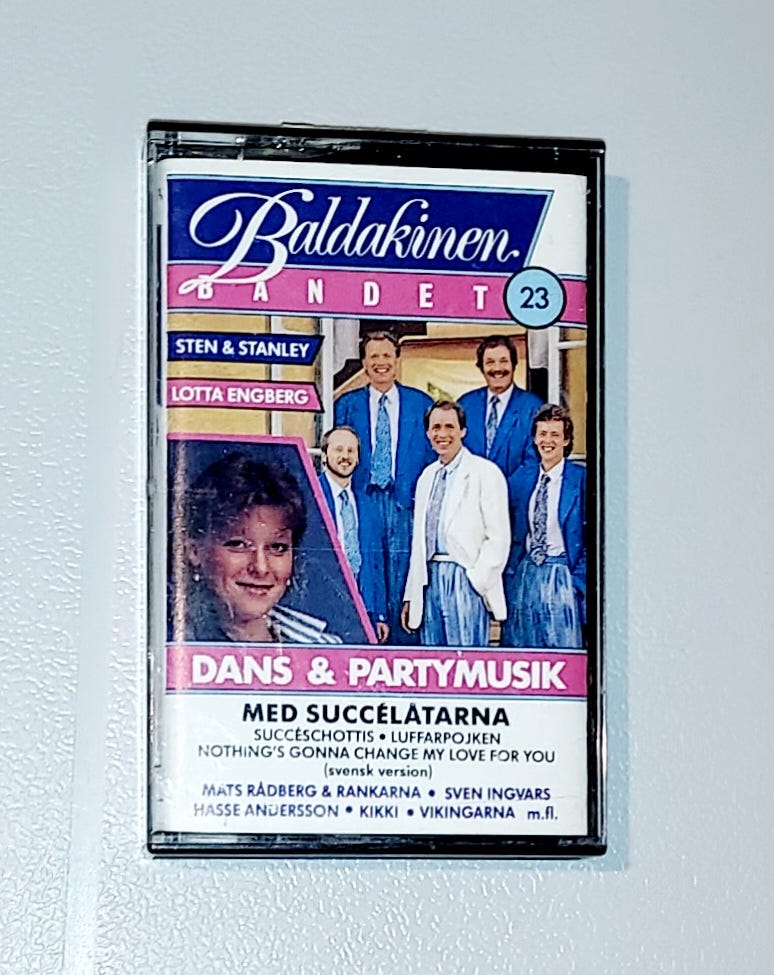 Baldakinen
BANDET 23
STEN & STANLEY
LOTTA ENGBERG
DANS & PARTYMUSIK
MED SUCCÉLÅTARNA
SUCCÉSCHOTTIS • LUFFARPOJKEN
NOTHING'S GONNA CHANGE MY LOVE FOR YOU
(svensk version)
MATS RÅDBERG & RANKARNA • SVEN INGVARS
HASSE ANDERSSON • KIKKI • VIKINGARNA m.fl.